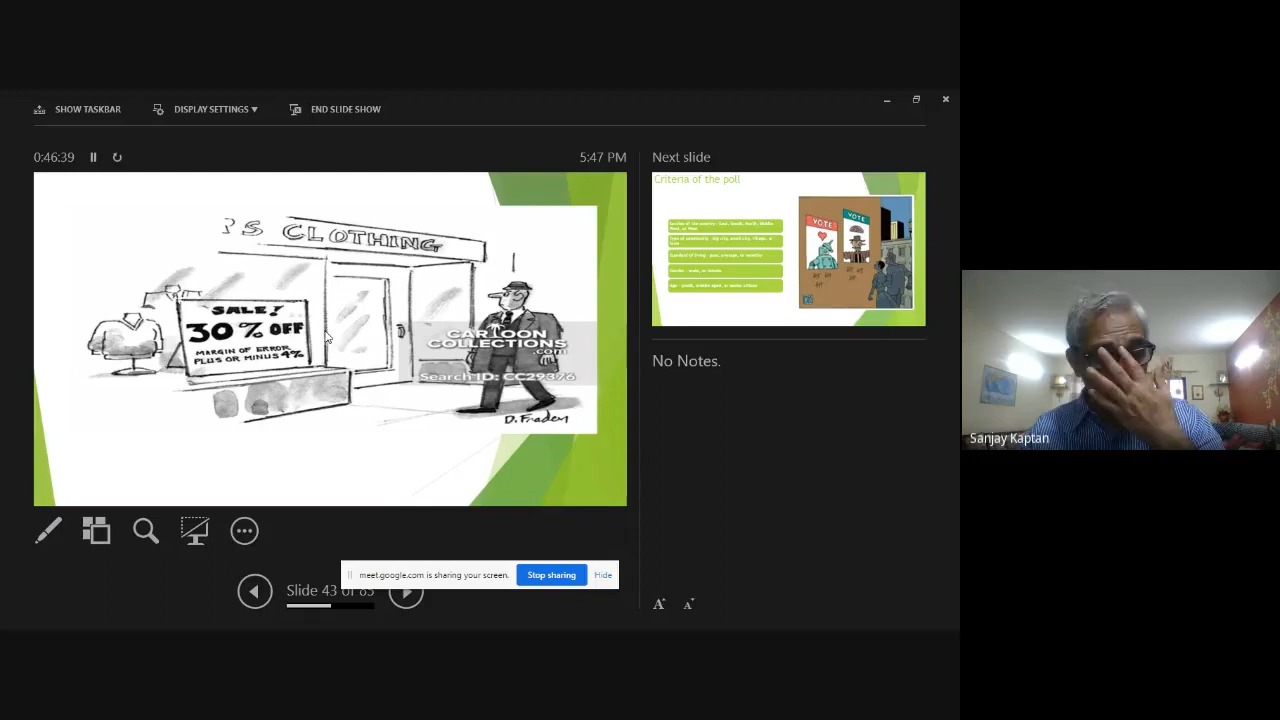 SHOW TASKBAR
DISPLAY SETTINGS
END SLIDE SHOW
0:46:39
5:47 PM
Next slide
'S CLOTHING
SALE!
30% OFF
MARGIN OF ERROR
PLUS OR MINUS 4%
CARTOON
COLLECTIONS
.com
Search ID: CC29376
D. Fradon
Criteria of the poll
VOTE
VOTE
No Notes.
meet.google.com is sharing your screen.
Stop sharing
Hide
Slide 43 of 85
A
A
Sanjay Kaptan